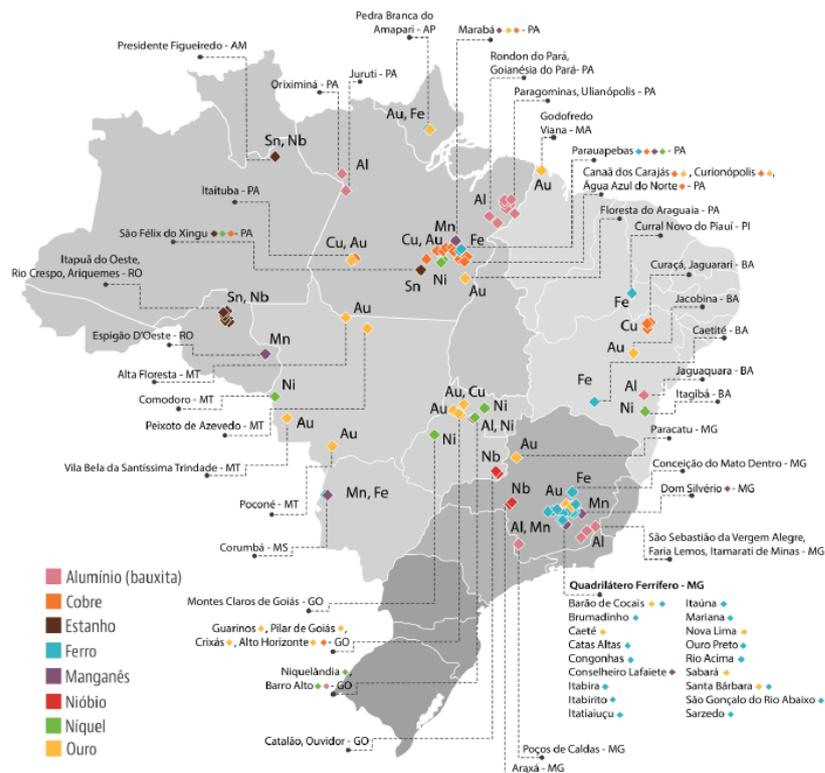 Pedra Branca do
Amapari - AP
Marabá - PA
Presidente Figueiredo - AM
Rondon do Pará,
Goianésia do Pará- PA
Juruti - PA
Oriximiná - PA
Paragominas, Ulianópolis - PA
Godofredo
Viana - MA
Au, Fe
Sn, Nb
Parauapebas - PA
Al
Canaã dos Carajás , Curionópolis ,
Água Azul do Norte - PA
Au
Itaituba - PA
Al
Floresta do Araguaia - PA
Mn
Curral Novo do Piauí - PI
São Félix do Xingu - PA
Cu, Au
Cu, Au
Fe
Itapuã do Oeste,
Rio Crespo, Ariquemes - RO
Curaçá, Jaguarari - BA
Sn
Ni
Au
Sn, Nb
Fe
Jacobina - BA
Au
Cu
Espigão D'Oeste - RO
Mn
Caetité - BA
Au
Alta Floresta - MT
Jaguaquara - BA
Ni
Fe
Al
Comodoro - MT
Au, Cu
Itagibá - BA
Au
Ni
Ni
Peixoto de Azevedo - MT
Au
Al, Ni
Paracatu - MG
Au
Ni
Au
Vila Bela da Santíssima Trindade - MT
Nb
Conceição do Mato Dentro - MG
Fe
Poconé - MT
Mn, Fe
Nb
Au
Dom Silvério - MG
Mn
Al, Mn
Al
São Sebastião da Vergem Alegre,
Faria Lemos, Itamarati de Minas - MG
Corumbá - MS
Alumínio (bauxita)
Cobre
Estanho
Ferro
Manganês
Nióbio
Níquel
Ouro
Montes Claros de Goiás - GO
Guarinos , Pilar de Goiás ,
Crixás , Alto Horizonte - GO
Niquelândia ,
Barro Alto - GO
Catalão, Ouvidor - GO
Quadrilátero Ferrífero - MG
Barão de Cocais
Brumadinho
Caeté
Catas Altas
Congonhas
Conselheiro Lafaiete
Itabira
Itabirito
Itatiaiuçu
Itaúna
Mariana
Nova Lima
Ouro Preto
Rio Acima
Sabará
Santa Bárbara
São Gonçalo do Rio Abaixo
Sarzedo
Poços de Caldas - MG
Araxá - MG